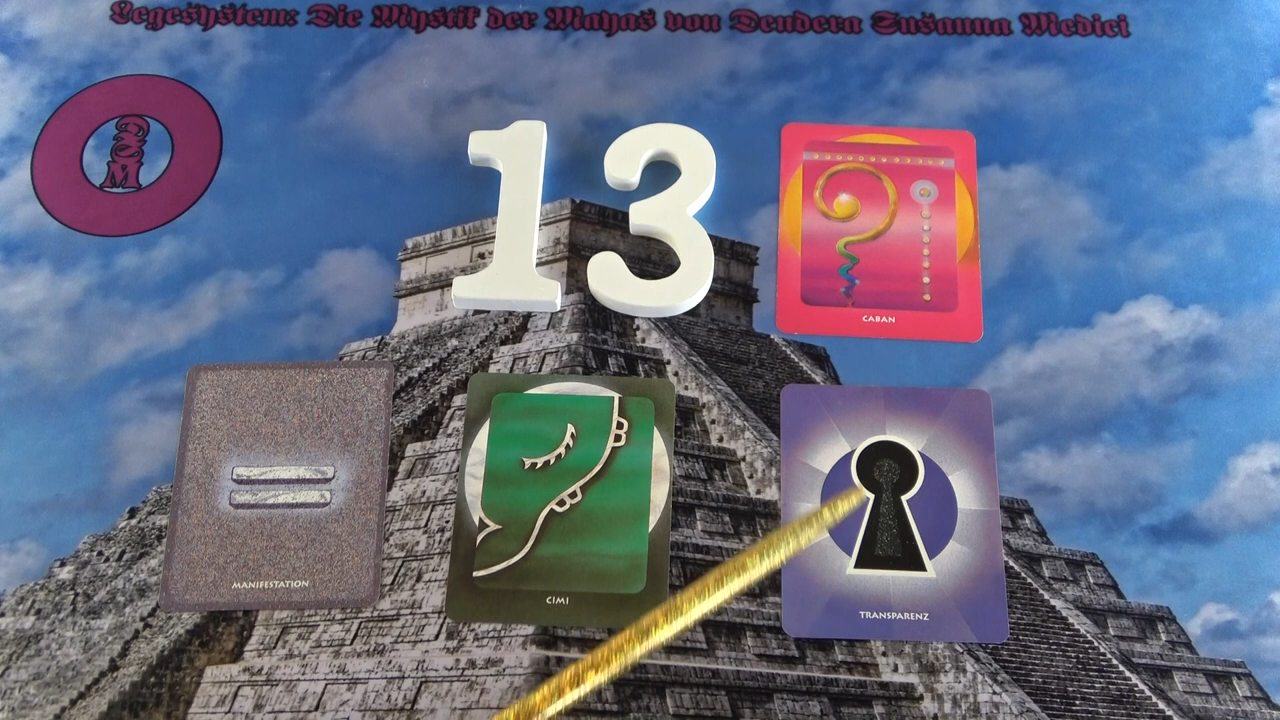 Legesystem: Die Mystik der Mayas von Dendera Susanna Medici
13
CABAN
MANIFESTATION
CIMI
TRANSPARENZ